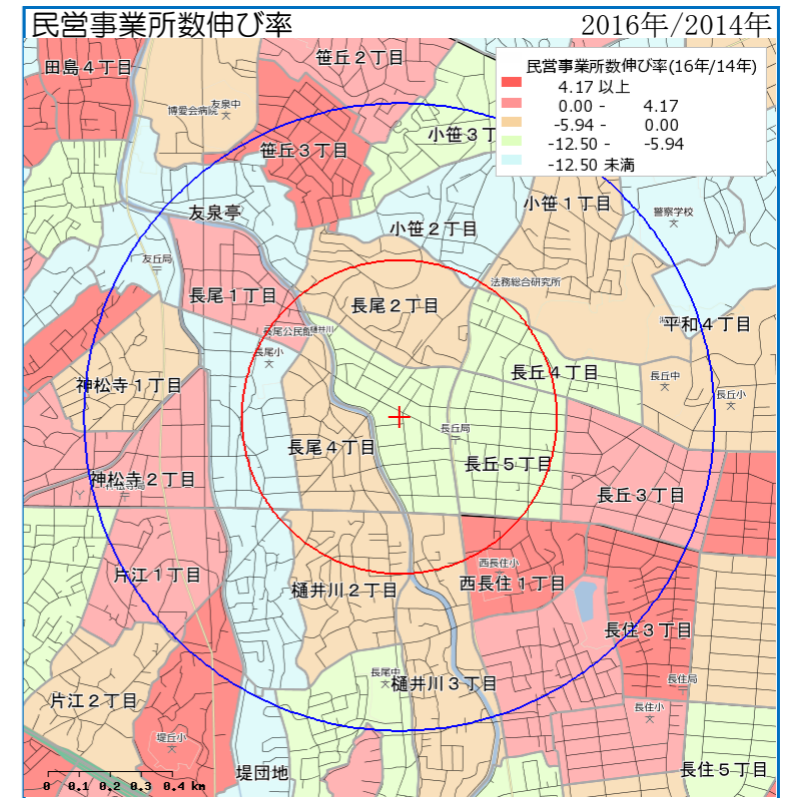 民営事業所数伸び率
2016年/2014年
民営事業所数伸び率(16年/14年)
4.17 以上
0.00 - 4.17
-5.94 - 0.00
-12.50 - -5.94
-12.50 未満
田島４丁目
笹丘２丁目
友泉中
博愛会病院
小笹３丁
笹丘３丁目
小笹１丁目
警察学校
友泉亭
小笹２丁目
友丘局
法務総合研究所
長尾１丁目
長尾２丁目
平和４丁目
長尾公民館
樋井川
長尾小
長丘４丁目
長丘中
神松寺１丁目
長丘小
長丘局
長尾４丁目
長丘５丁目
神松寺２丁目
長丘３丁目
西長住小
片江１丁目
西長住１丁目
樋井川２丁目
長住３丁目
長尾中
樋井川３丁目
長住局
片江２丁目
長住小
堤丘小
堤団地
長住５丁目
0 0.1 0.2 0.3 0.4 km